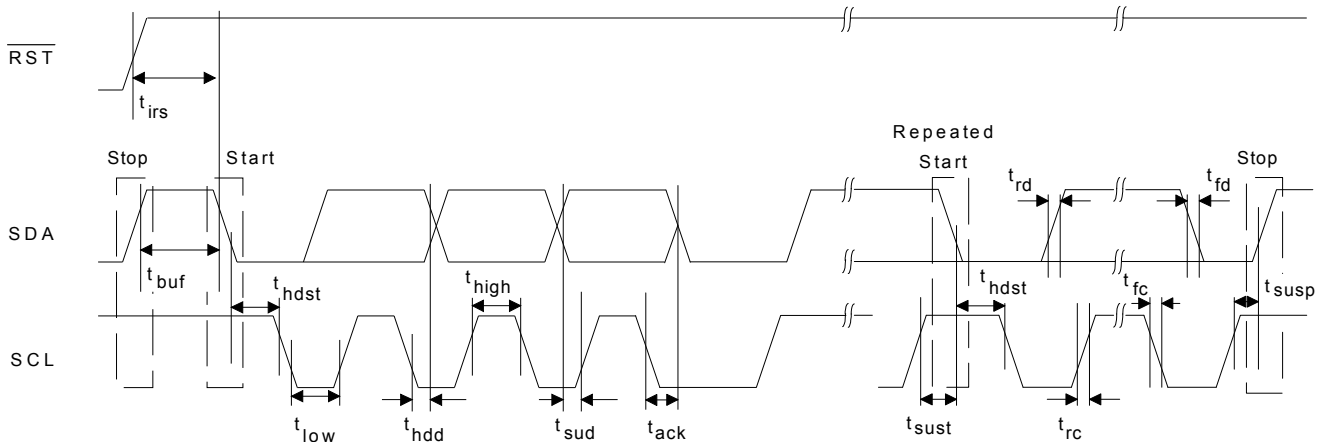 RST
t irs
Repeated
Stop Start Start Stop
t rd t fd
SDA
t buf t hdst t high t hdst t fc t susp
SCL
t low t hdd t sud t ack t sust t rc